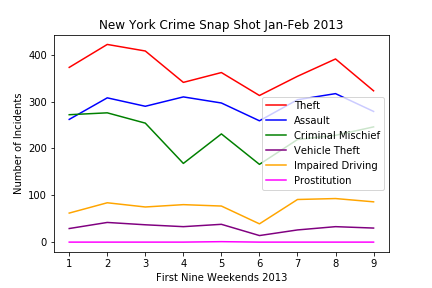 New York Crime Snap Shot Jan-Feb 2013
Number of Incidents
400
300
200
100
0
Theft
Assault
Criminal Mischief
Vehicle Theft
Impaired Driving
Prostitution
1 2 3 4 5 6 7 8 9
First Nine Weekends 2013